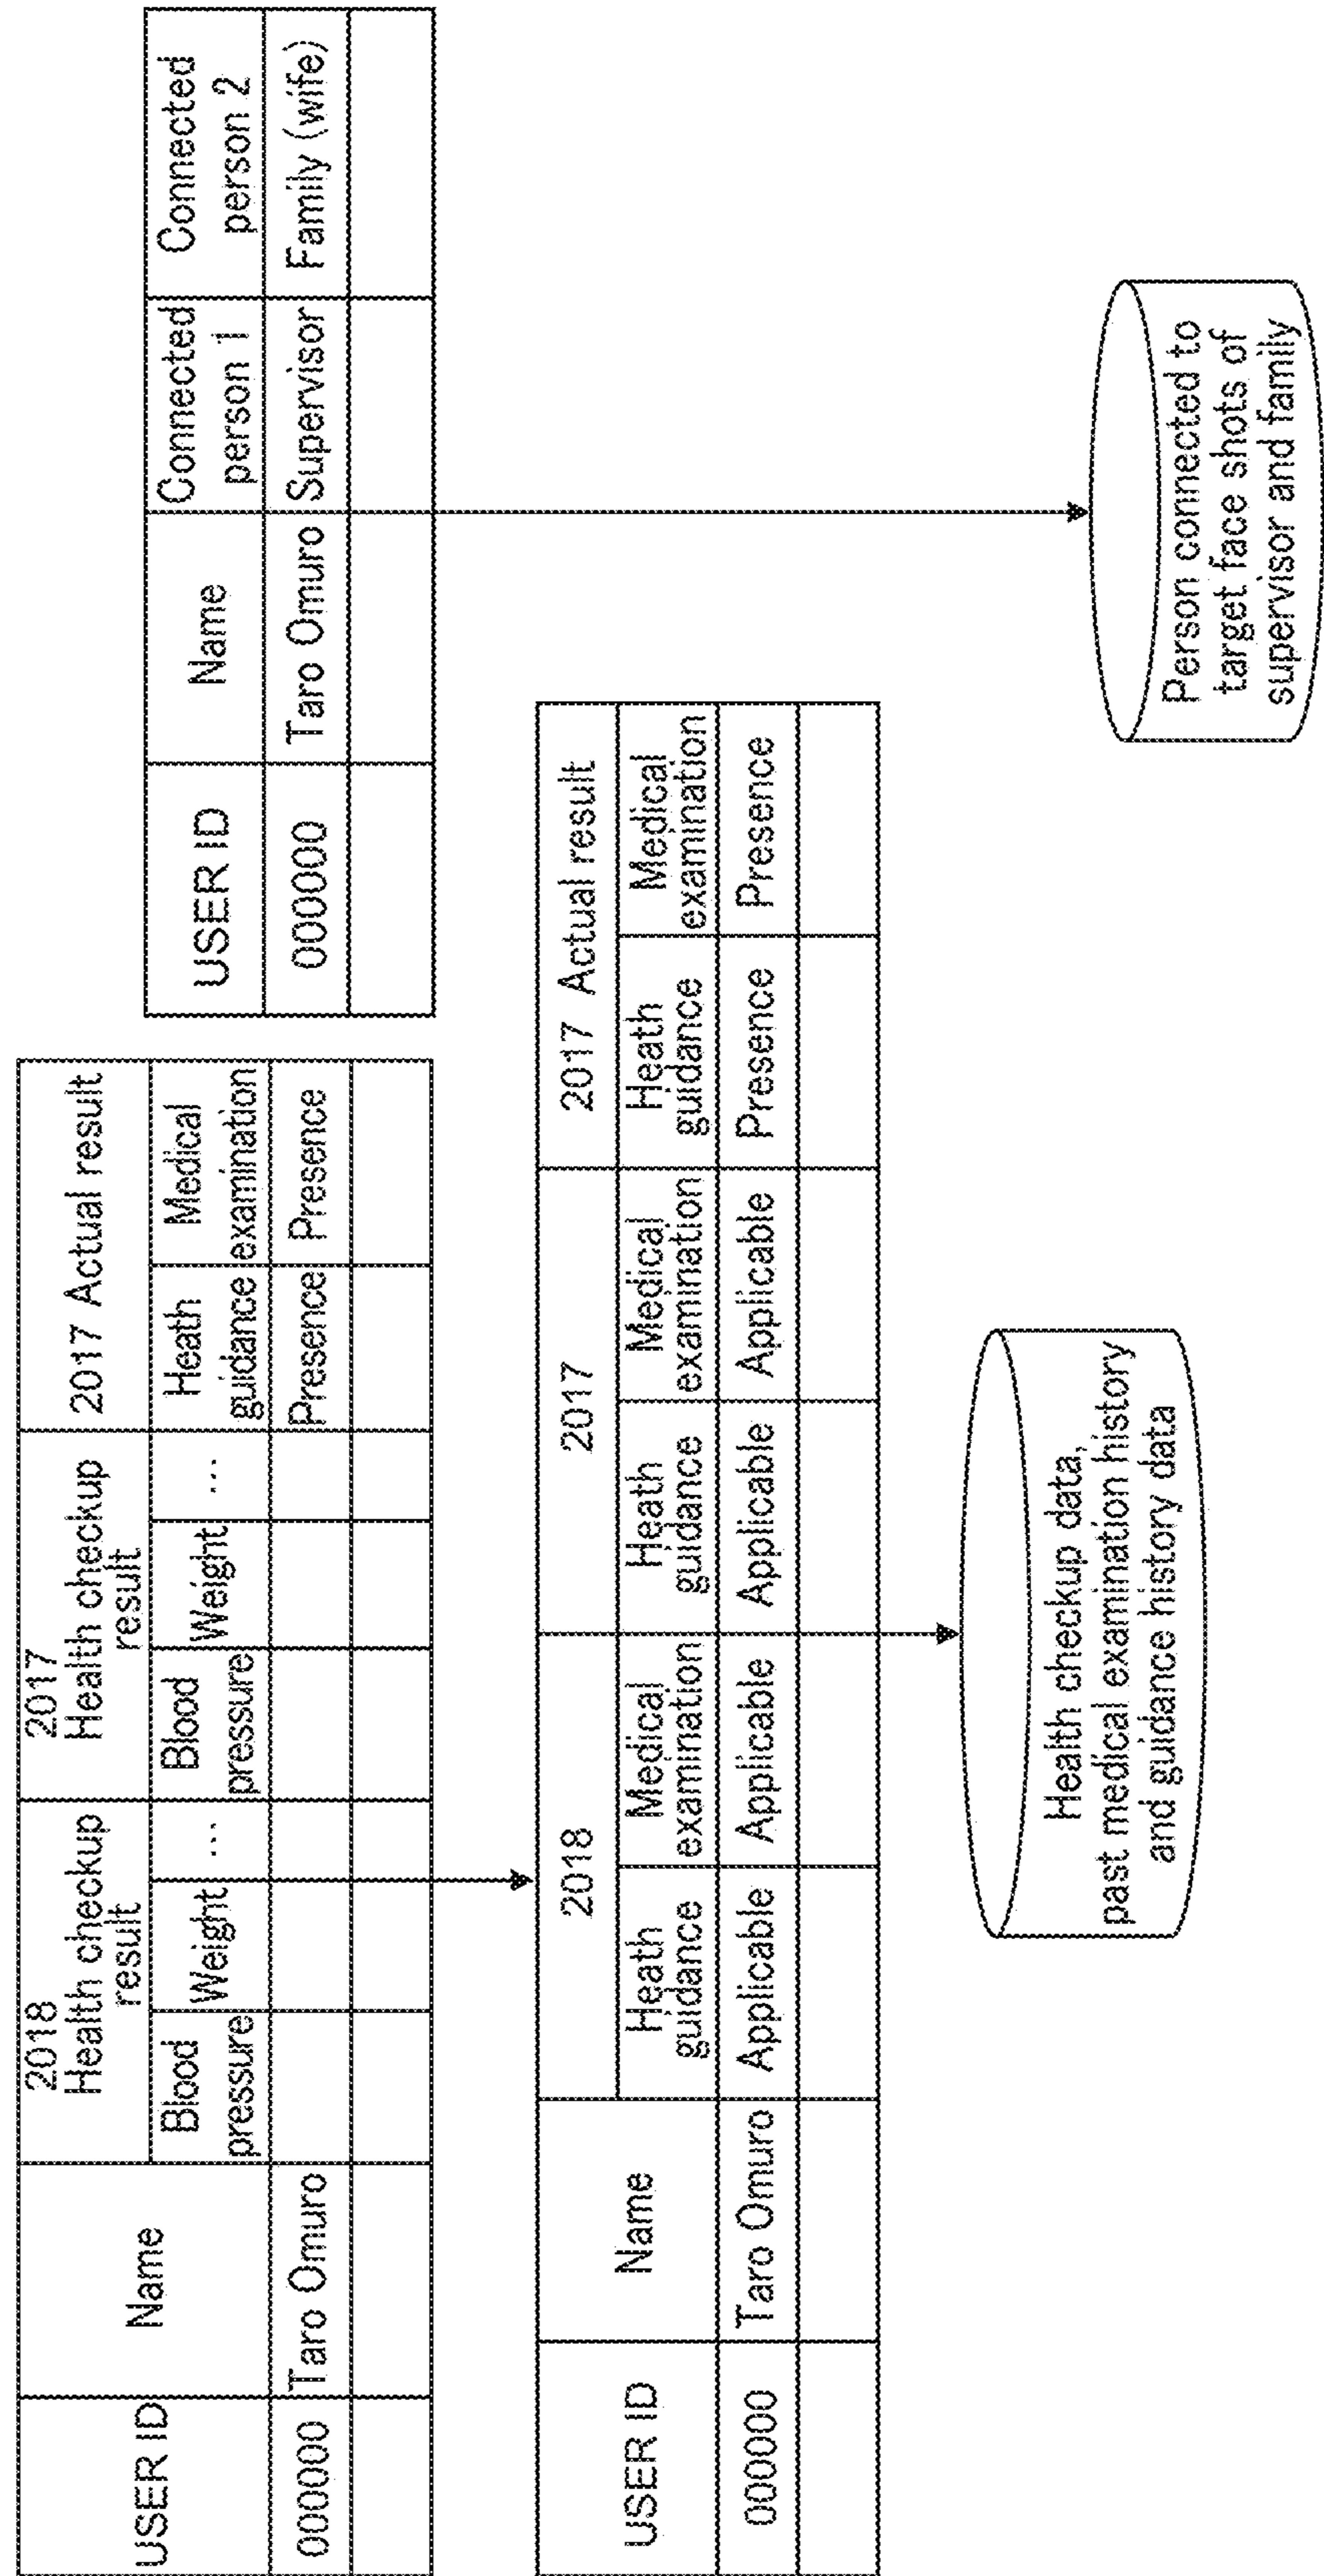 USER ID
Name
2018
Health checkup
result
2017
Health checkup
result
2017 Actual result
Blood
pressure
Weight
...
Blood
pressure
Weight
...
Heath
guidance
Medical
examination
000000
Taro Omuro
Presence
Presence
USER ID
Name
Connected
person 1
Connected
person 2
000000
Taro Omuro
Supervisor
Family (wife)
USER ID
Name
2018
2017
2017 Actual result
Heath
guidance
Medical
examination
Heath
guidance
Medical
examination
Heath
guidance
Medical
examination
000000
Taro Omuro
Applicable
Applicable
Applicable
Applicable
Presence
Presence
Health checkup data,
past medical examination history
and guidance history data
Person connected to
target face shots of
supervisor and family